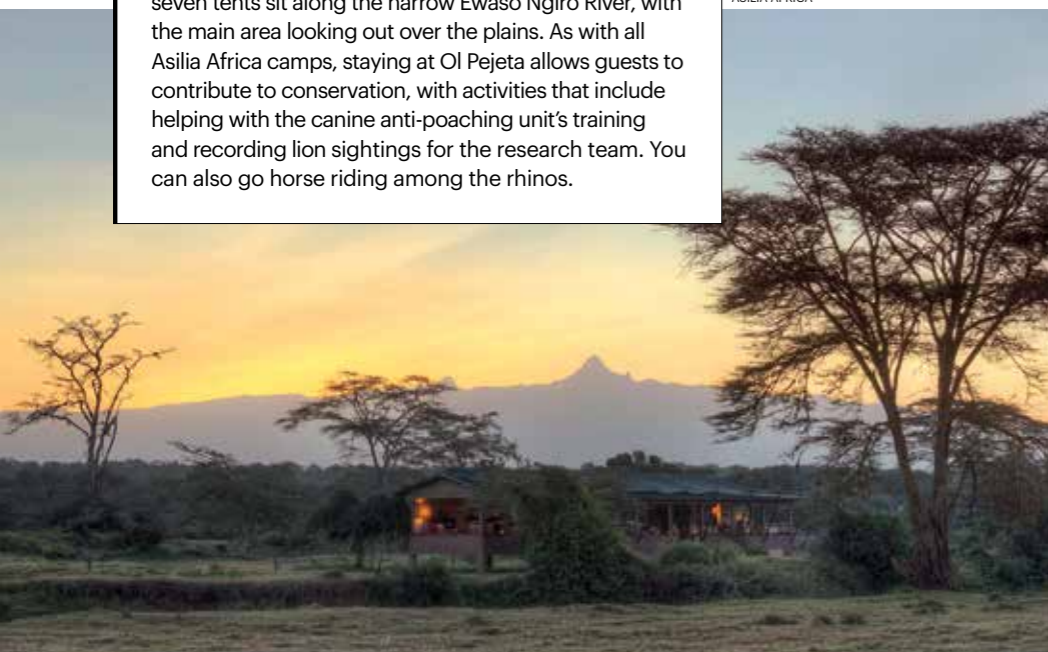 seven tents sit along the narrow Ewaso Ngiro River, with
the main area looking out over the plains. As with all
Asilia Africa camps, staying at Ol Pejeta allows guests to
contribute to conservation, with activities that include
helping with the canine anti-poaching unit’s training
and recording lion sightings for the research team. You
can also go horse riding among the rhinos.
ASILIA AFRICA